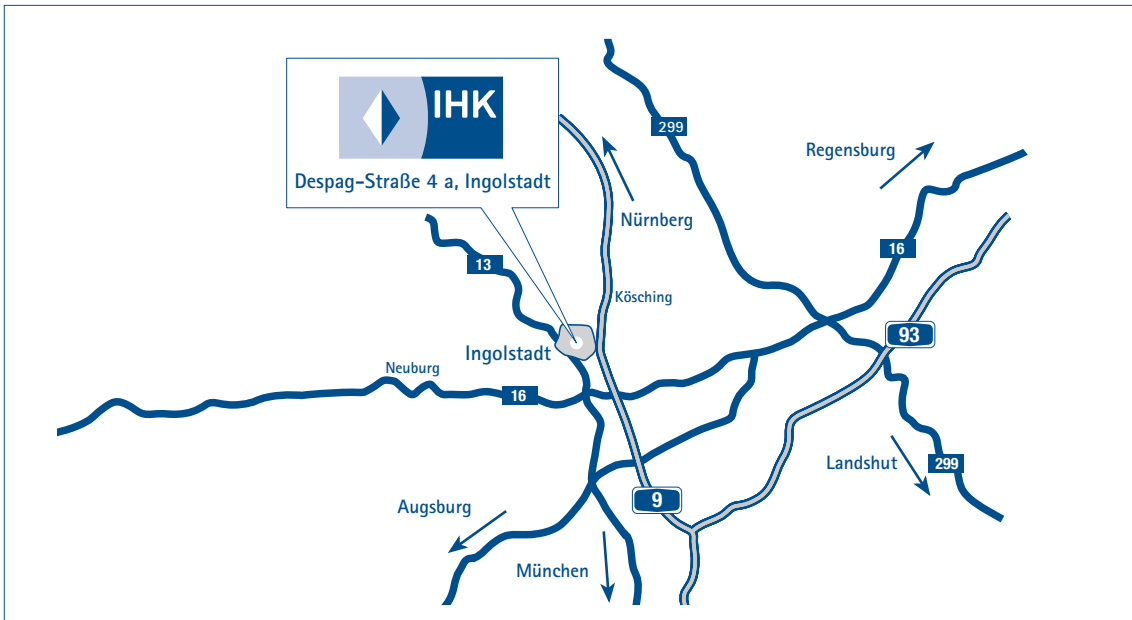 IHK
Despag-Straße 4 a, Ingolstadt
299
Regensburg
Nürnberg
16
13
Kösching
93
Ingolstadt
Neuburg
16
Landshut
299
9
Augsburg
München